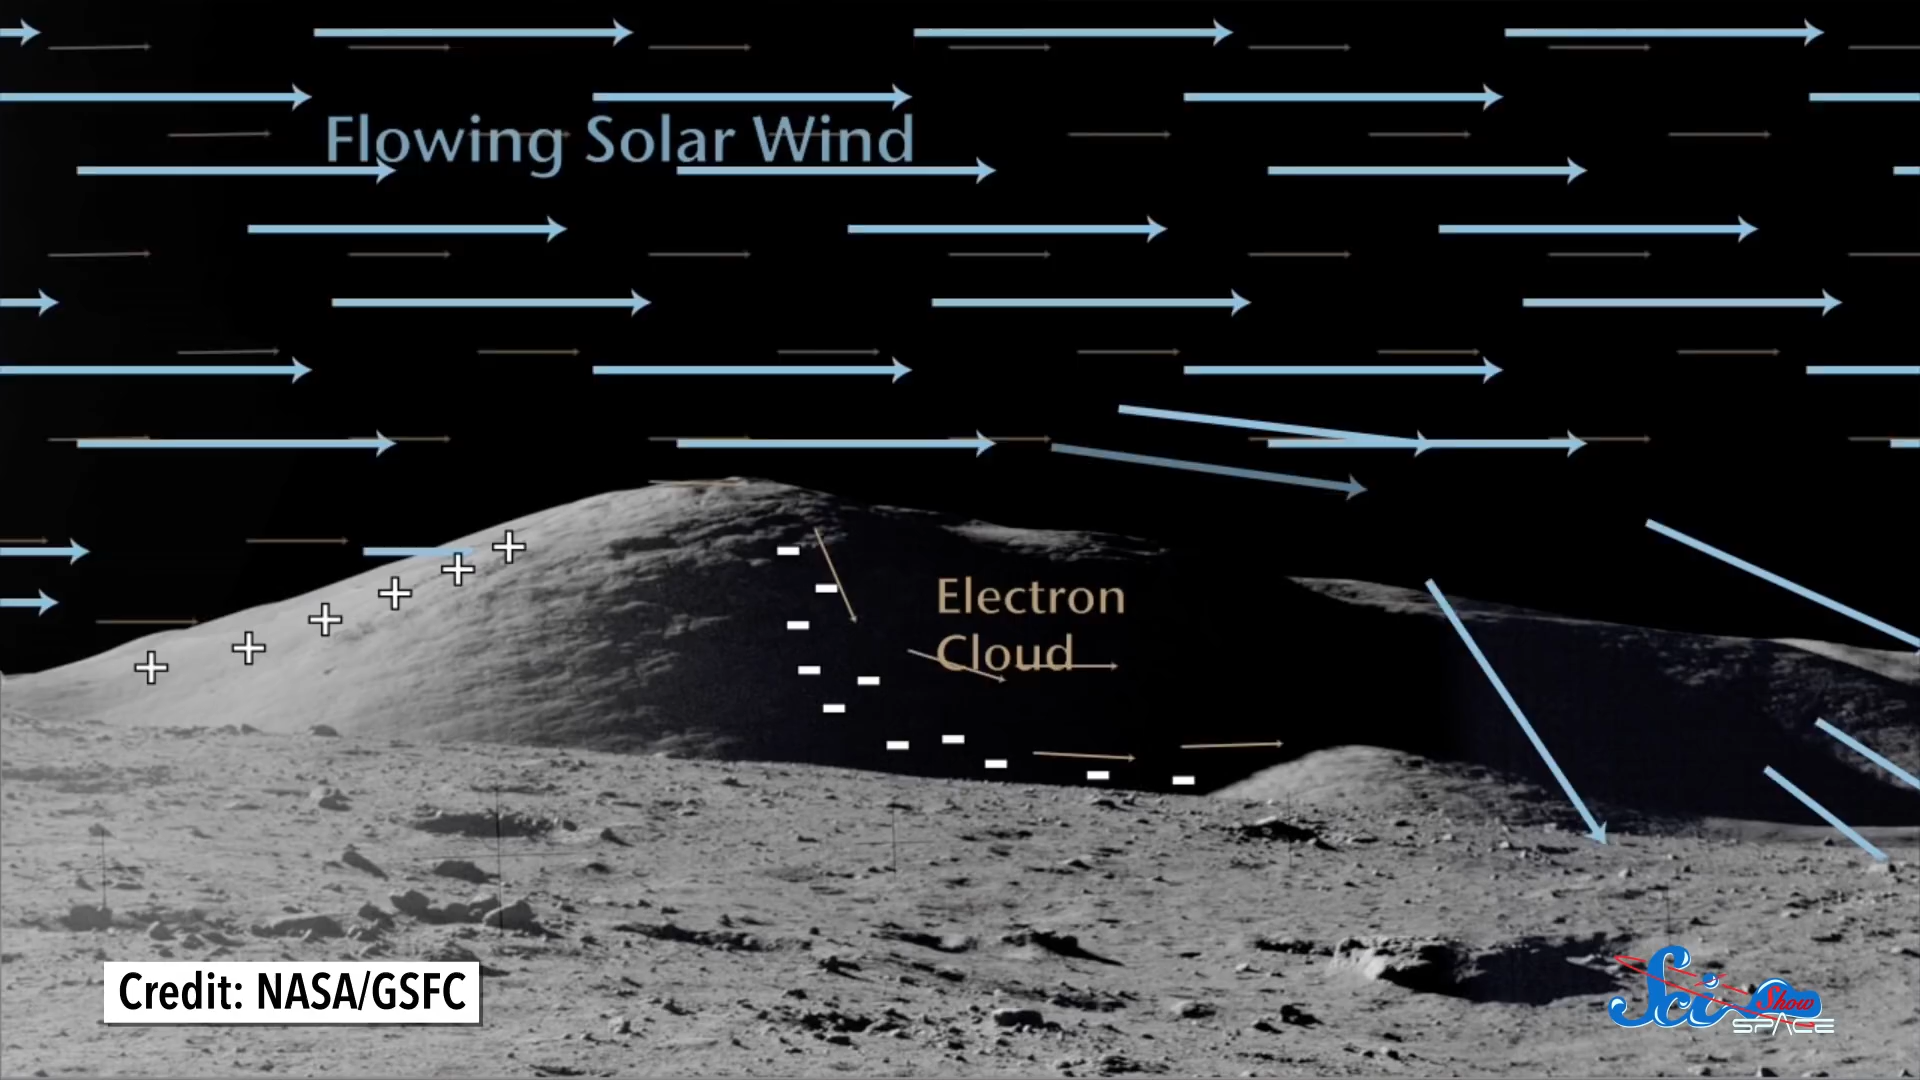 Flowing Solar Wind
Electron
Cloud
Credit: NASA/GSFC
Sci
Show
SPACE